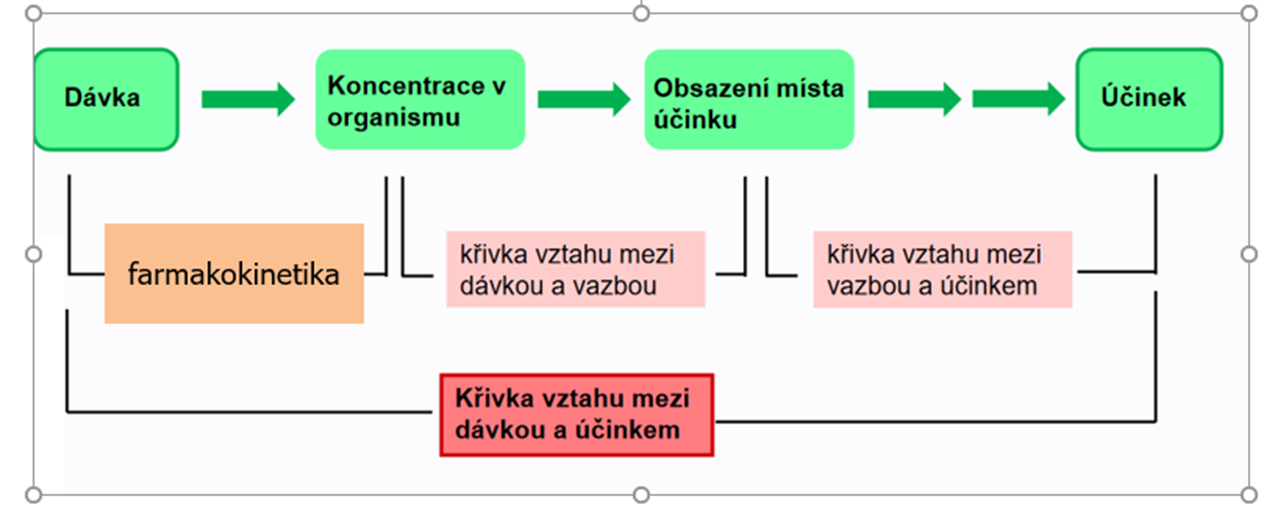 Dávka
Koncentrace v
organismu
Obsazení místa
účinku
Účinek
farmakokinetika
křivka vztahu mezi
dávkou a vazbou
křivka vztahu mezi
vazbou a účinkem
Křivka vztahu mezi
dávkou a účinkem